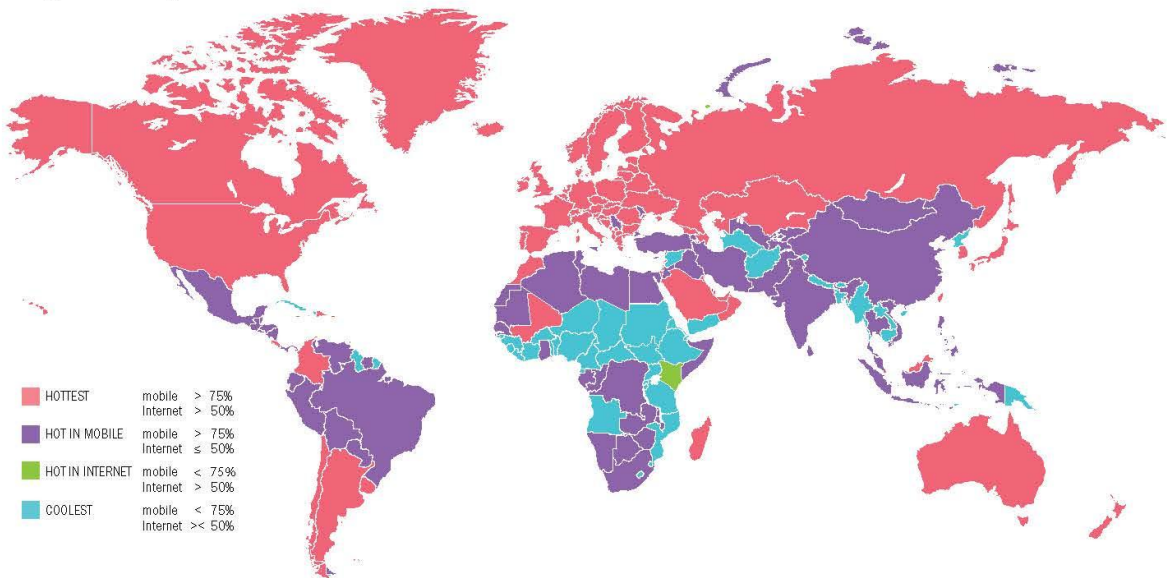 HOTTEST mobile > 75%
Internet > 50%
HOT IN MOBILE mobile > 75%
Internet ≤ 50%
HOT IN INTERNET mobile < 75%
Internet > 50%
COOLEST mobile < 75%
Internet >< 50%